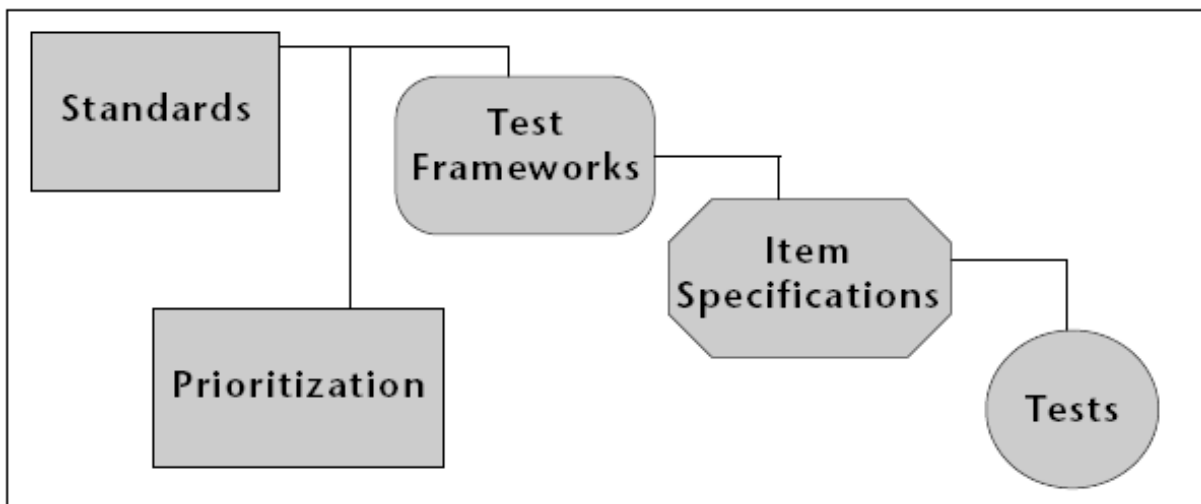 Standards
Test
Frameworks
Item
Specifications
Prioritization
Tests